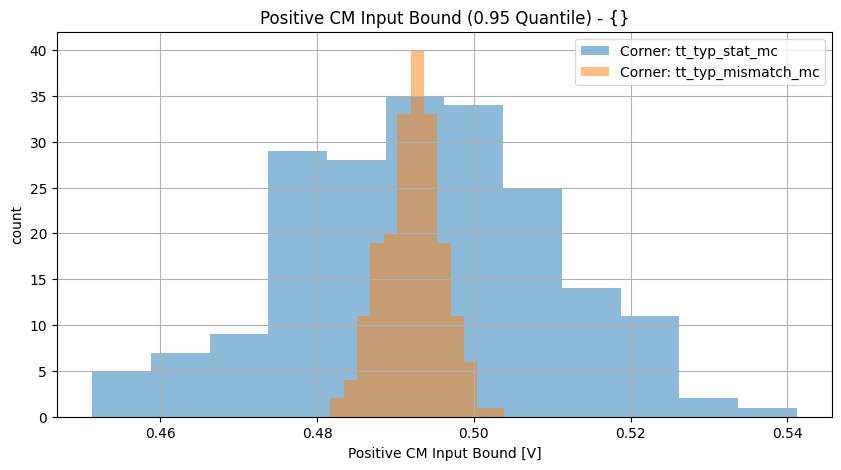 Positive CM Input Bound (0.95 Quantile) - {}
Corner: tt_typ_stat_mc
Corner: tt_typ_mismatch_mc
count
40
35
30
25
20
15
10
5
0
0.46 0.48 0.50 0.52 0.54
Positive CM Input Bound [V]